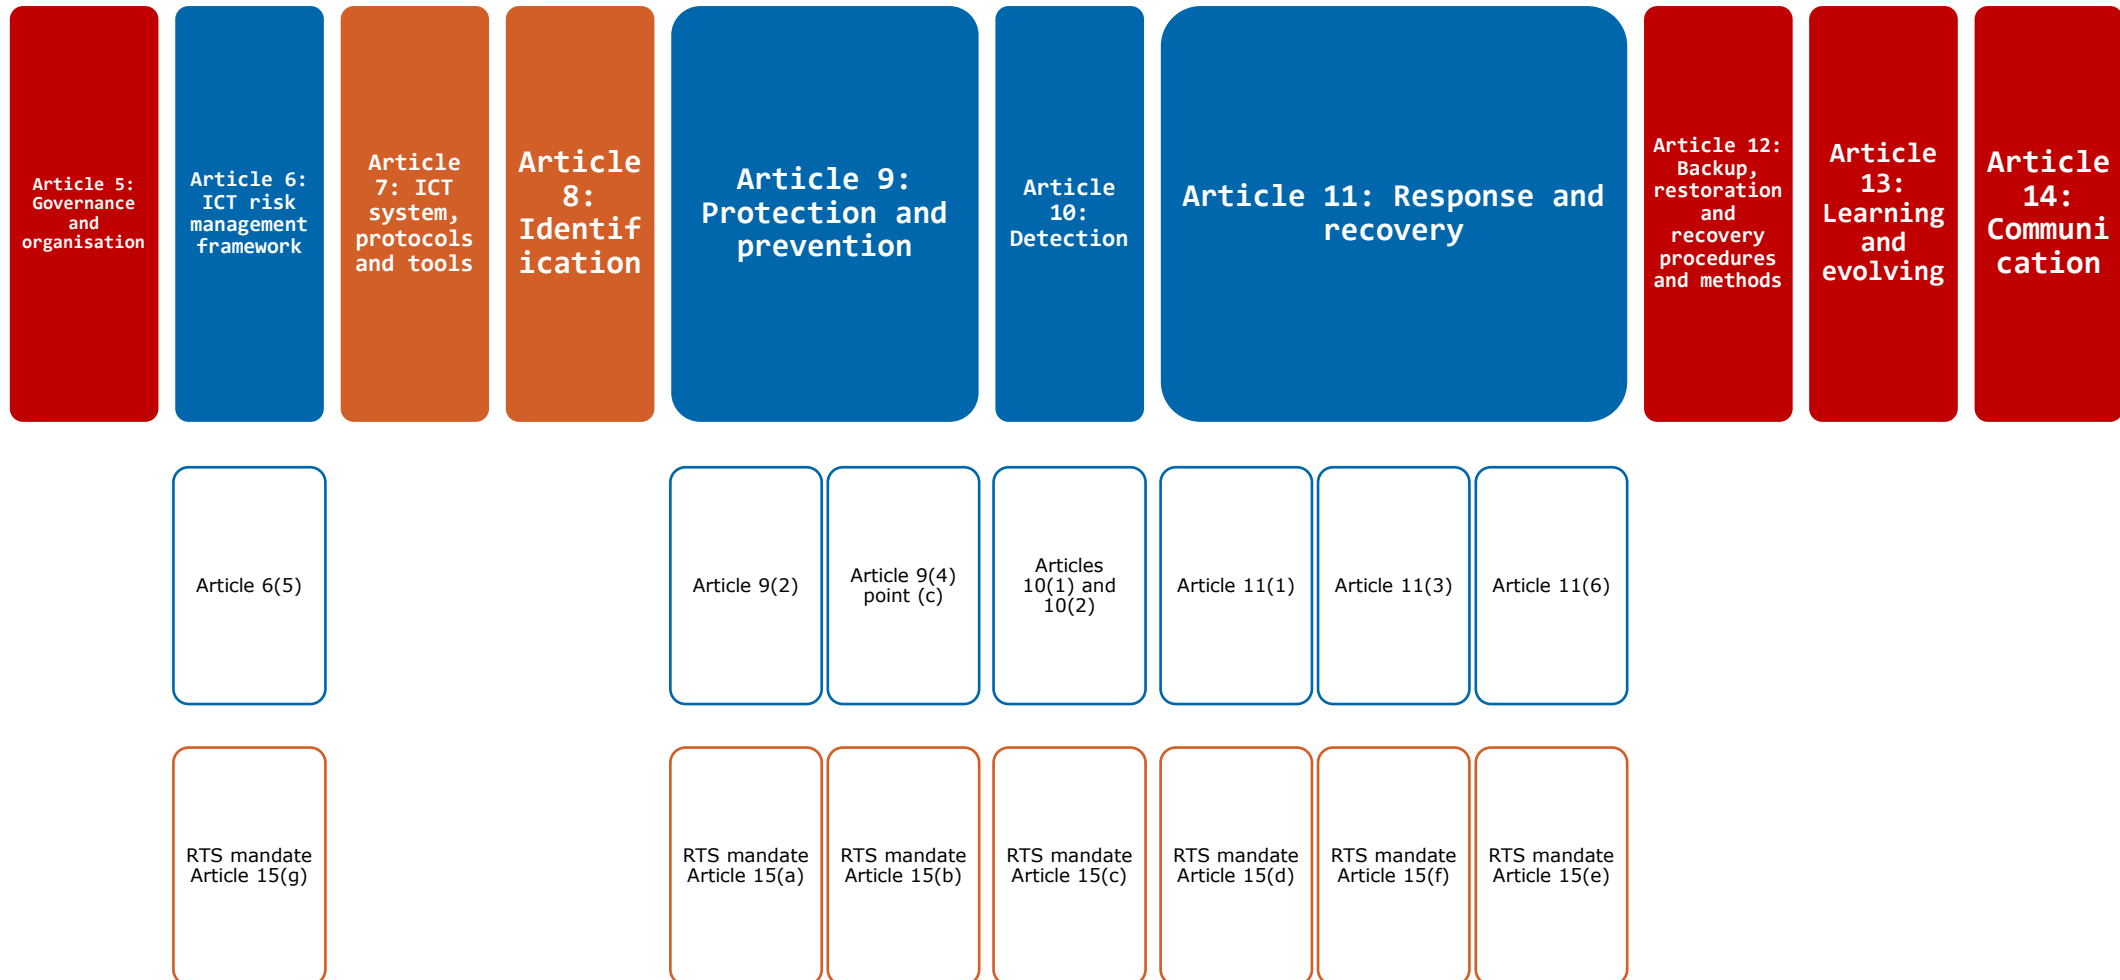 Article 5:
Governance
and
organisation
Article 6:
ICT risk
management
framework
Article
7: ICT
system,
protocols
and tools
Article
8:
Identif
ication
Article 9:
Protection and
prevention
Article
10:
Detection
Article 11: Response and
recovery
Article 12:
Backup,
restoration
and
recovery
procedures
and methods
Article
13:
Learning
and
evolving
Article
14:
Communi
cation
Article 6(5)
Article 9(2)
Article 9(4)
point (c)
Articles
10(1) and
10(2)
Article 11(1)
Article 11(3)
Article 11(6)
RTS mandate
Article 15(g)
RTS mandate
Article 15(a)
RTS mandate
Article 15(b)
RTS mandate
Article 15(c)
RTS mandate
Article 15(d)
RTS mandate
Article 15(f)
RTS mandate
Article 15(e)